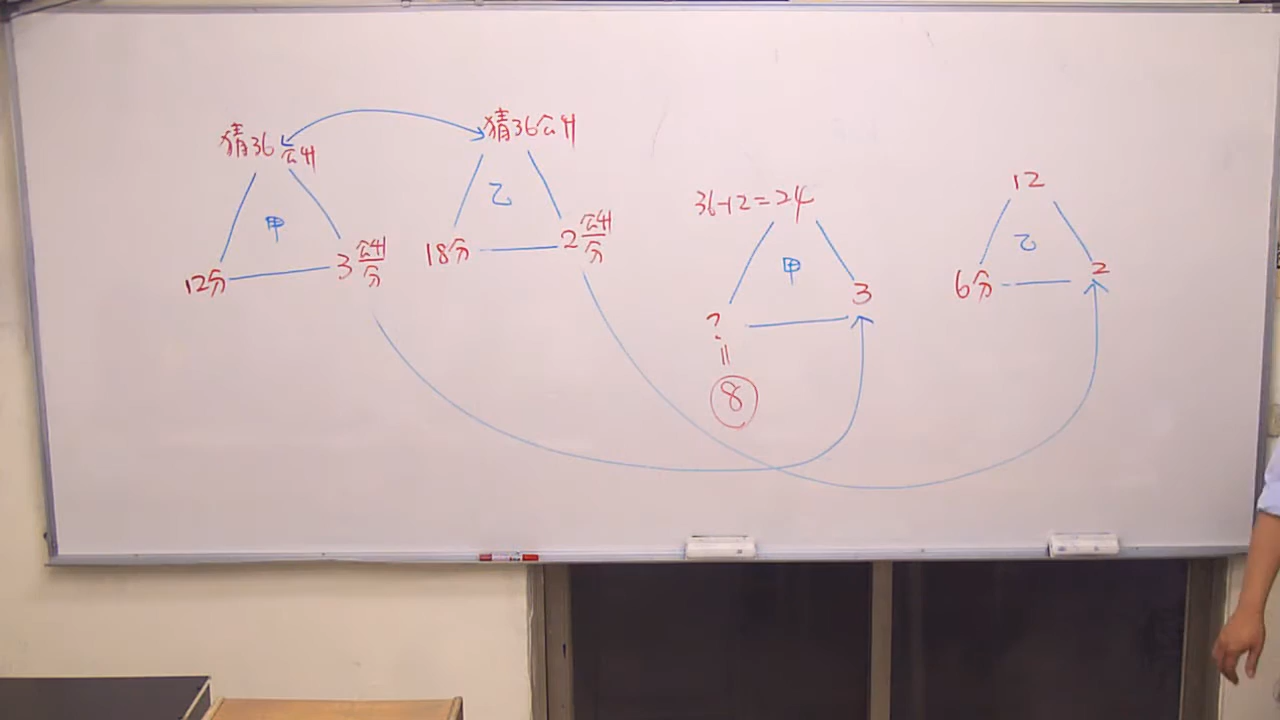 猜36公升
甲
12分
3公升/分
猜36公升
乙
18分
2公升/分
36-12=24
甲
?
3
=
8
12
乙
6分
2